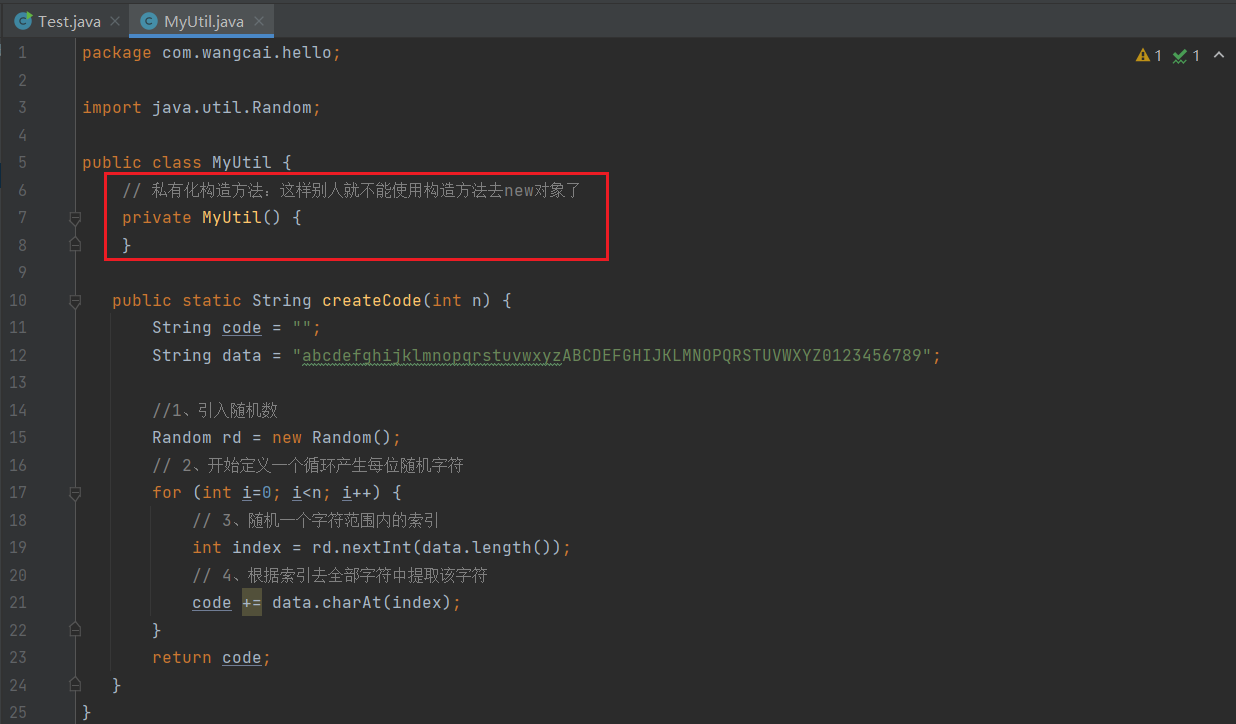 Test.java MyUtil.java
1 package com.wangcai.hello; 1 1
2
3 import java.util.Random;
4
5 public class MyUtil {
6 // 私有化构造方法：这样别人就不能使用构造方法去new对象了
7 private MyUtil() {
8 }
9
10 public static String createCode(int n) {
11 String code = "";
12 String data = "abcdefghijklmnopqrstuvwxyzABCDEFGHIJKLMNOPQRSTUVWXYZ0123456789";
13
14 //1、引入随机数
15 Random rd = new Random();
16 // 2、开始定义一个循环产生每位随机字符
17 for (int i=0; i<n; i++) {
18 // 3、随机一个字符范围内的索引
19 int index = rd.nextInt(data.length());
20 // 4、根据索引去全部字符中提取该字符
21 code += data.charAt(index);
22 }
23 return code;
24 }
25 }